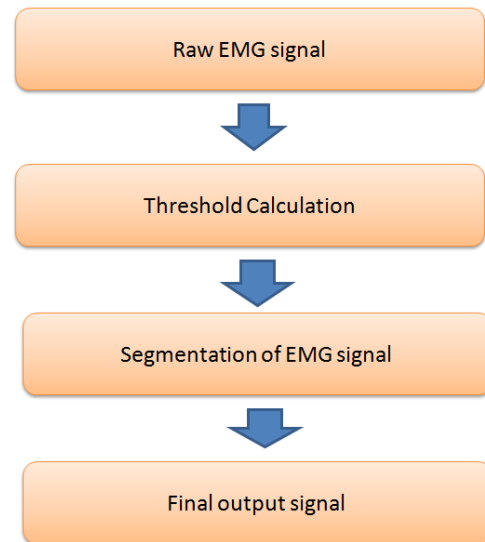 Raw EMG signal
Threshold Calculation
Segmentation of EMG signal
Final output signal